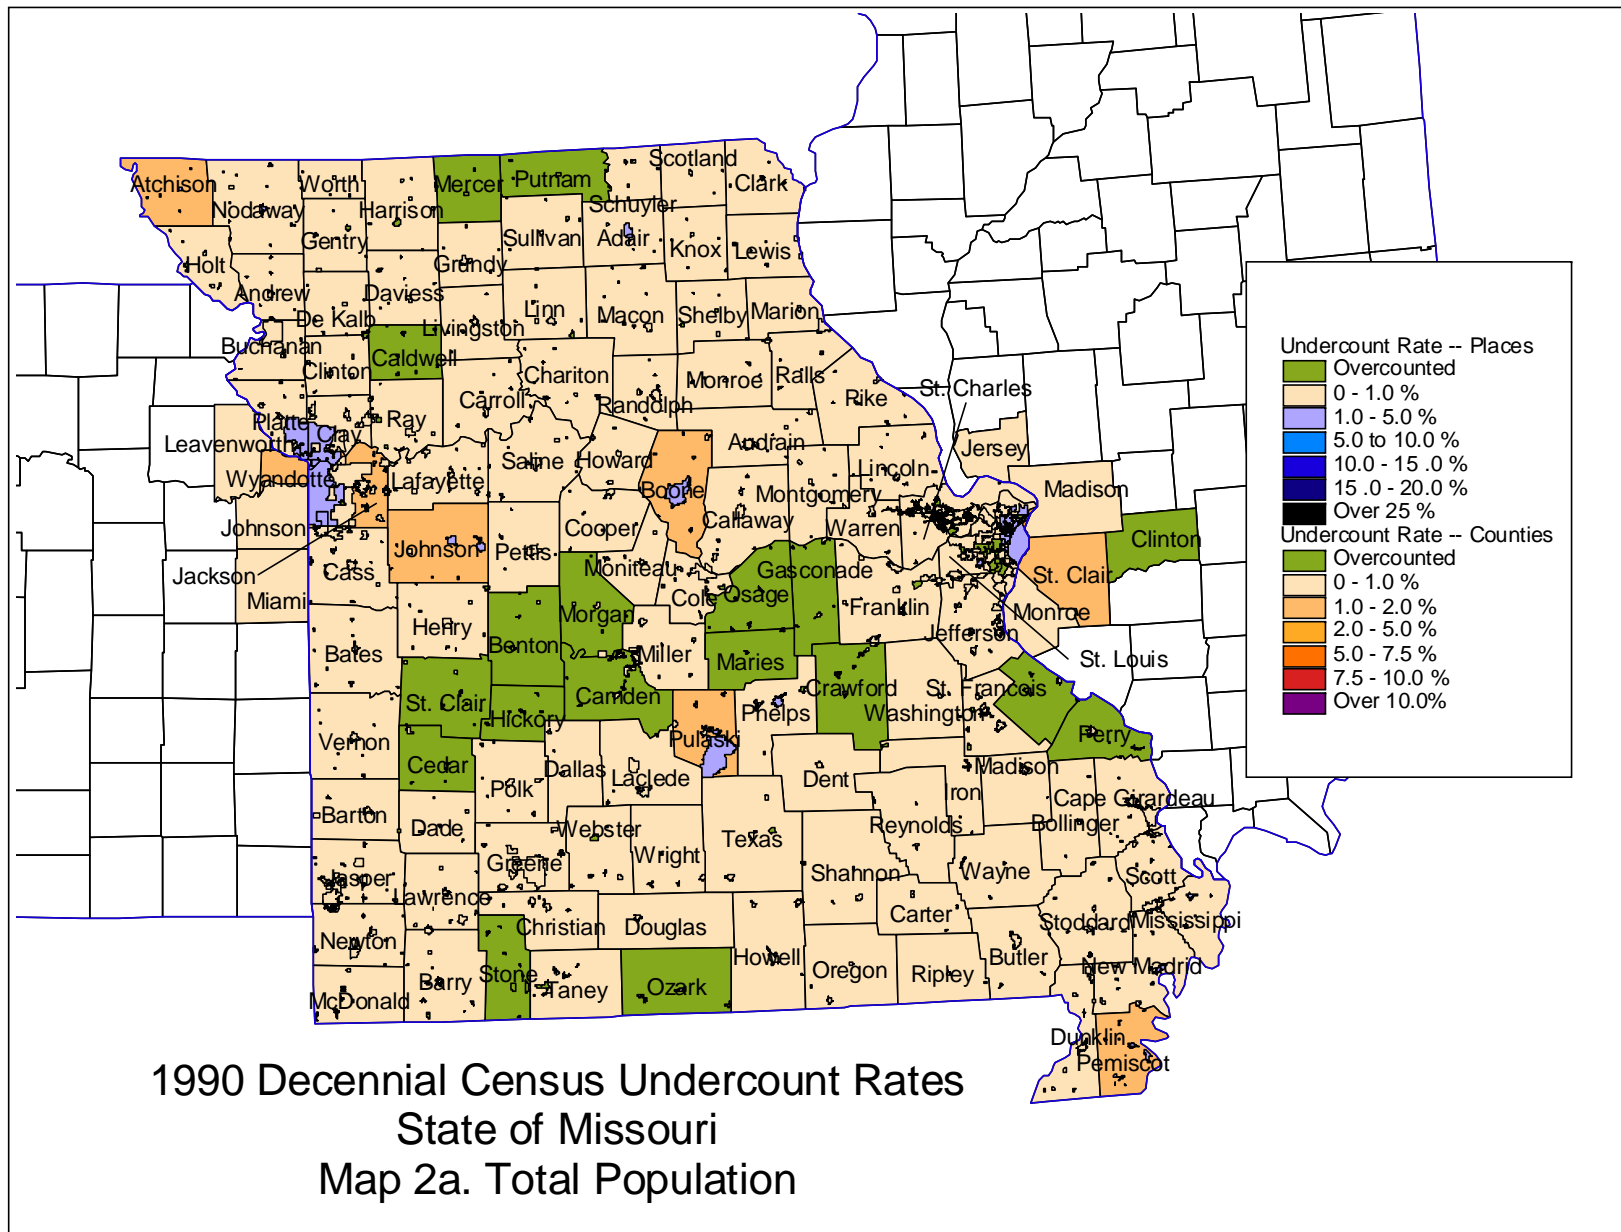 Scotland
Atchison
Worth
Mercer
Putnam
Clark
Nodaway
Harrison
Schuyler
Gentry
Sullivan
Adair
Knox
Lewis
Holt
Grundy
Andrew
Daviess
De Kalb
Livingston
Linn
Macon
Shelby
Marion
Buchanan
Caldwell
Clinton
Chariton
Monroe
Ralls
St. Charles
Carroll
Randolph
Rike
Platte
Clay
Ray
Leavenworth
Audrain
Jersey
Saline
Howard
Lincoln
Wyandotte
Lafayette
Boone
Montgomery
Madison
Johnson
Cooper
Callaway
Warren
Johnson
Pettis
Clinton
Jackson
Cass
Moniteau
Gasconade
St. Clair
Miami
Cole
Osage
Morgan
Franklin
Monroe
Henry
Jefferson
Bates
Benton
Miller
Maries
St. Louis
St. Clair
Hickory
Camden
Crawford
St. Francois
Phelps
Washington
Vernon
Pulaski
Perry
Cedar
Polk
Dallas
Laclede
Dent
Madison
Iron
Cape Girardeau
Barton
Dade
Webster
Texas
Reynolds
Bollinger
Greene
Wright
Jasper
Shannon
Wayne
Scott
Lawrence
Christian
Douglas
Carter
Stoddard
Mississippi
Newton
Howell
Butler
Barry
Stone
Taney
Ozark
Oregon
Ripley
New Madrid
McDonald
Dunklin
Pemiscot
Undercount Rate -- Places
Overcounted
0 - 1.0 %
1.0 - 5.0 %
5.0 to 10.0 %
10.0 - 15 .0 %
15 .0 - 20.0 %
Over 25 %
Undercount Rate -- Counties
Overcounted
0 - 1.0 %
1.0 - 2.0 %
2.0 - 5.0 %
5.0 - 7.5 %
7.5 - 10.0 %
Over 10.0%
1990 Decennial Census Undercount Rates
State of Missouri
Map 2a. Total Population